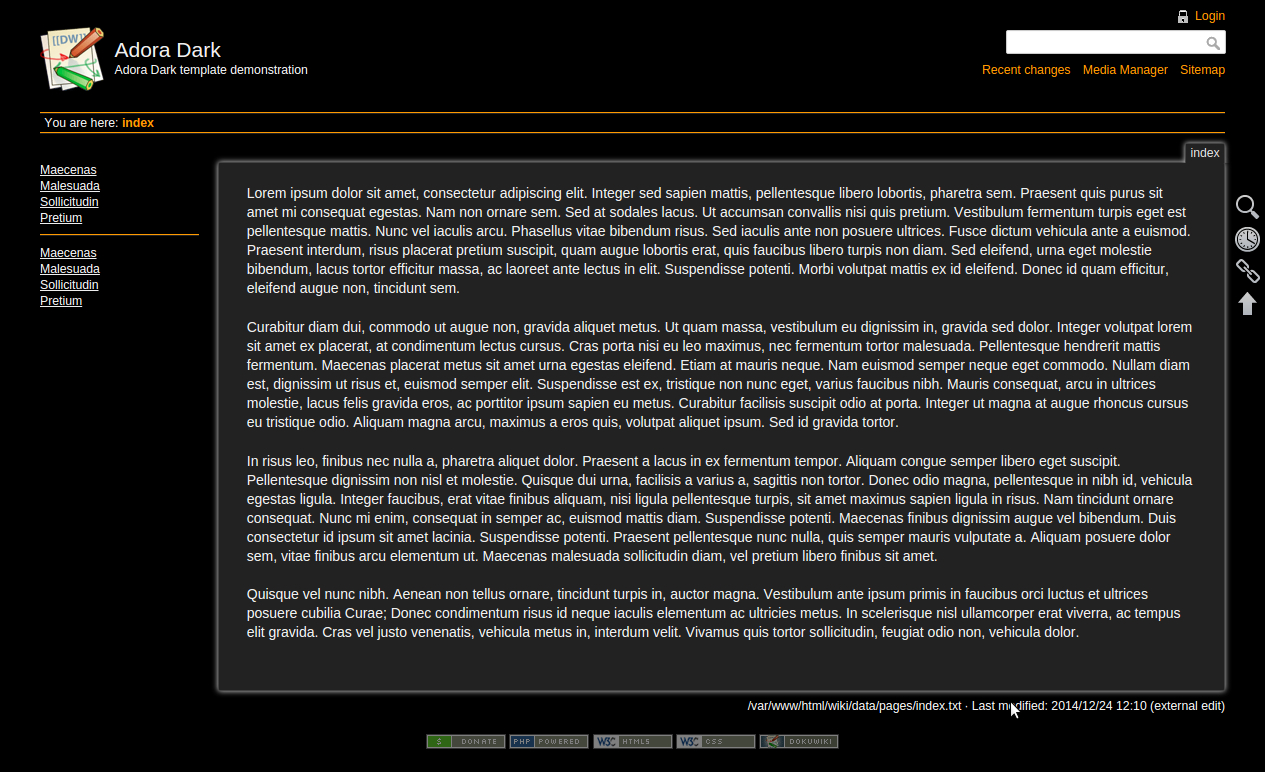 Login
[[DW]]
Adora Dark
Adora Dark template demonstration
Recent changes Media Manager Sitemap
You are here: index
index
Maecenas
Malesuada
Sollicitudin
Pretium
Maecenas
Malesuada
Sollicitudin
Pretium
Lorem ipsum dolor sit amet, consectetur adipiscing elit. Integer sed sapien mattis, pellentesque libero lobortis, pharetra sem. Praesent quis purus sit
amet mi consequat egestas. Nam non ornare sem. Sed at sodales lacus. Ut accumsan convallis nisi quis pretium. Vestibulum fermentum turpis eget est
pellentesque mattis. Nunc vel iaculis arcu. Phasellus vitae bibendum risus. Sed iaculis ante non posuere ultrices. Fusce dictum vehicula ante a euismod.
Praesent interdum, risus placerat pretium suscipit, quam augue lobortis erat, quis faucibus libero turpis non diam. Sed eleifend, urna eget molestie
bibendum, lacus tortor efficitur massa, ac laoreet ante lectus in elit. Suspendisse potenti. Morbi volutpat mattis ex id eleifend. Donec id quam efficitur,
eleifend augue non, tincidunt sem.
Curabitur diam dui, commodo ut augue non, gravida aliquet metus. Ut quam massa, vestibulum eu dignissim in, gravida sed dolor. Integer volutpat lorem
sit amet ex placerat, at condimentum lectus cursus. Cras porta nisi eu leo maximus, nec fermentum tortor malesuada. Pellentesque hendrerit mattis
fermentum. Maecenas placerat metus sit amet urna egestas eleifend. Etiam at mauris neque. Nam euismod semper neque eget commodo. Nullam diam
est, dignissim ut risus et, euismod semper elit. Suspendisse est ex, tristique non nunc eget, varius faucibus nibh. Mauris consequat, arcu in ultrices
molestie, lacus felis gravida eros, ac porttitor ipsum sapien eu metus. Curabitur facilisis suscipit odio at porta. Integer ut magna at augue rhoncus cursus
eu tristique odio. Aliquam magna arcu, maximus a eros quis, volutpat aliquet ipsum. Sed id gravida tortor.
In risus leo, finibus nec nulla a, pharetra aliquet dolor. Praesent a lacus in ex fermentum tempor. Aliquam congue semper libero eget suscipit.
Pellentesque dignissim non nisl et molestie. Quisque dui urna, facilisis a varius a, sagittis non tortor. Donec odio magna, pellentesque in nibh id, vehicula
egestas ligula. Integer faucibus, erat vitae finibus aliquam, nisi ligula pellentesque turpis, sit amet maximus sapien ligula in risus. Nam tincidunt ornare
consequat. Nunc mi enim, consequat in semper ac, euismod mattis diam. Suspendisse potenti. Maecenas finibus dignissim augue vel bibendum. Duis
consectetur id ipsum sit amet lacinia. Suspendisse potenti. Praesent pellentesque nunc nulla, quis semper mauris vulputate a. Aliquam posuere dolor
sem, vitae finibus arcu elementum ut. Maecenas malesuada sollicitudin diam, vel pretium libero finibus sit amet.
Quisque vel nunc nibh. Aenean non tellus ornare, tincidunt turpis in, auctor magna. Vestibulum ante ipsum primis in faucibus orci luctus et ultrices
posuere cubilia Curae; Donec condimentum risus id neque iaculis elementum ac ultricies metus. In scelerisque nisl ullamcorper erat viverra, ac tempus
elit gravida. Cras vel justo venenatis, vehicula metus in, interdum velit. Vivamus quis tortor sollicitudin, feugiat odio non, vehicula dolor.
/var/www/html/wiki/data/pages/index.txt · Last modified: 2014/12/24 12:10 (external edit)
$ DONATE PHP POWERED W3C HTML5 W3C CSS DOKUWIKI